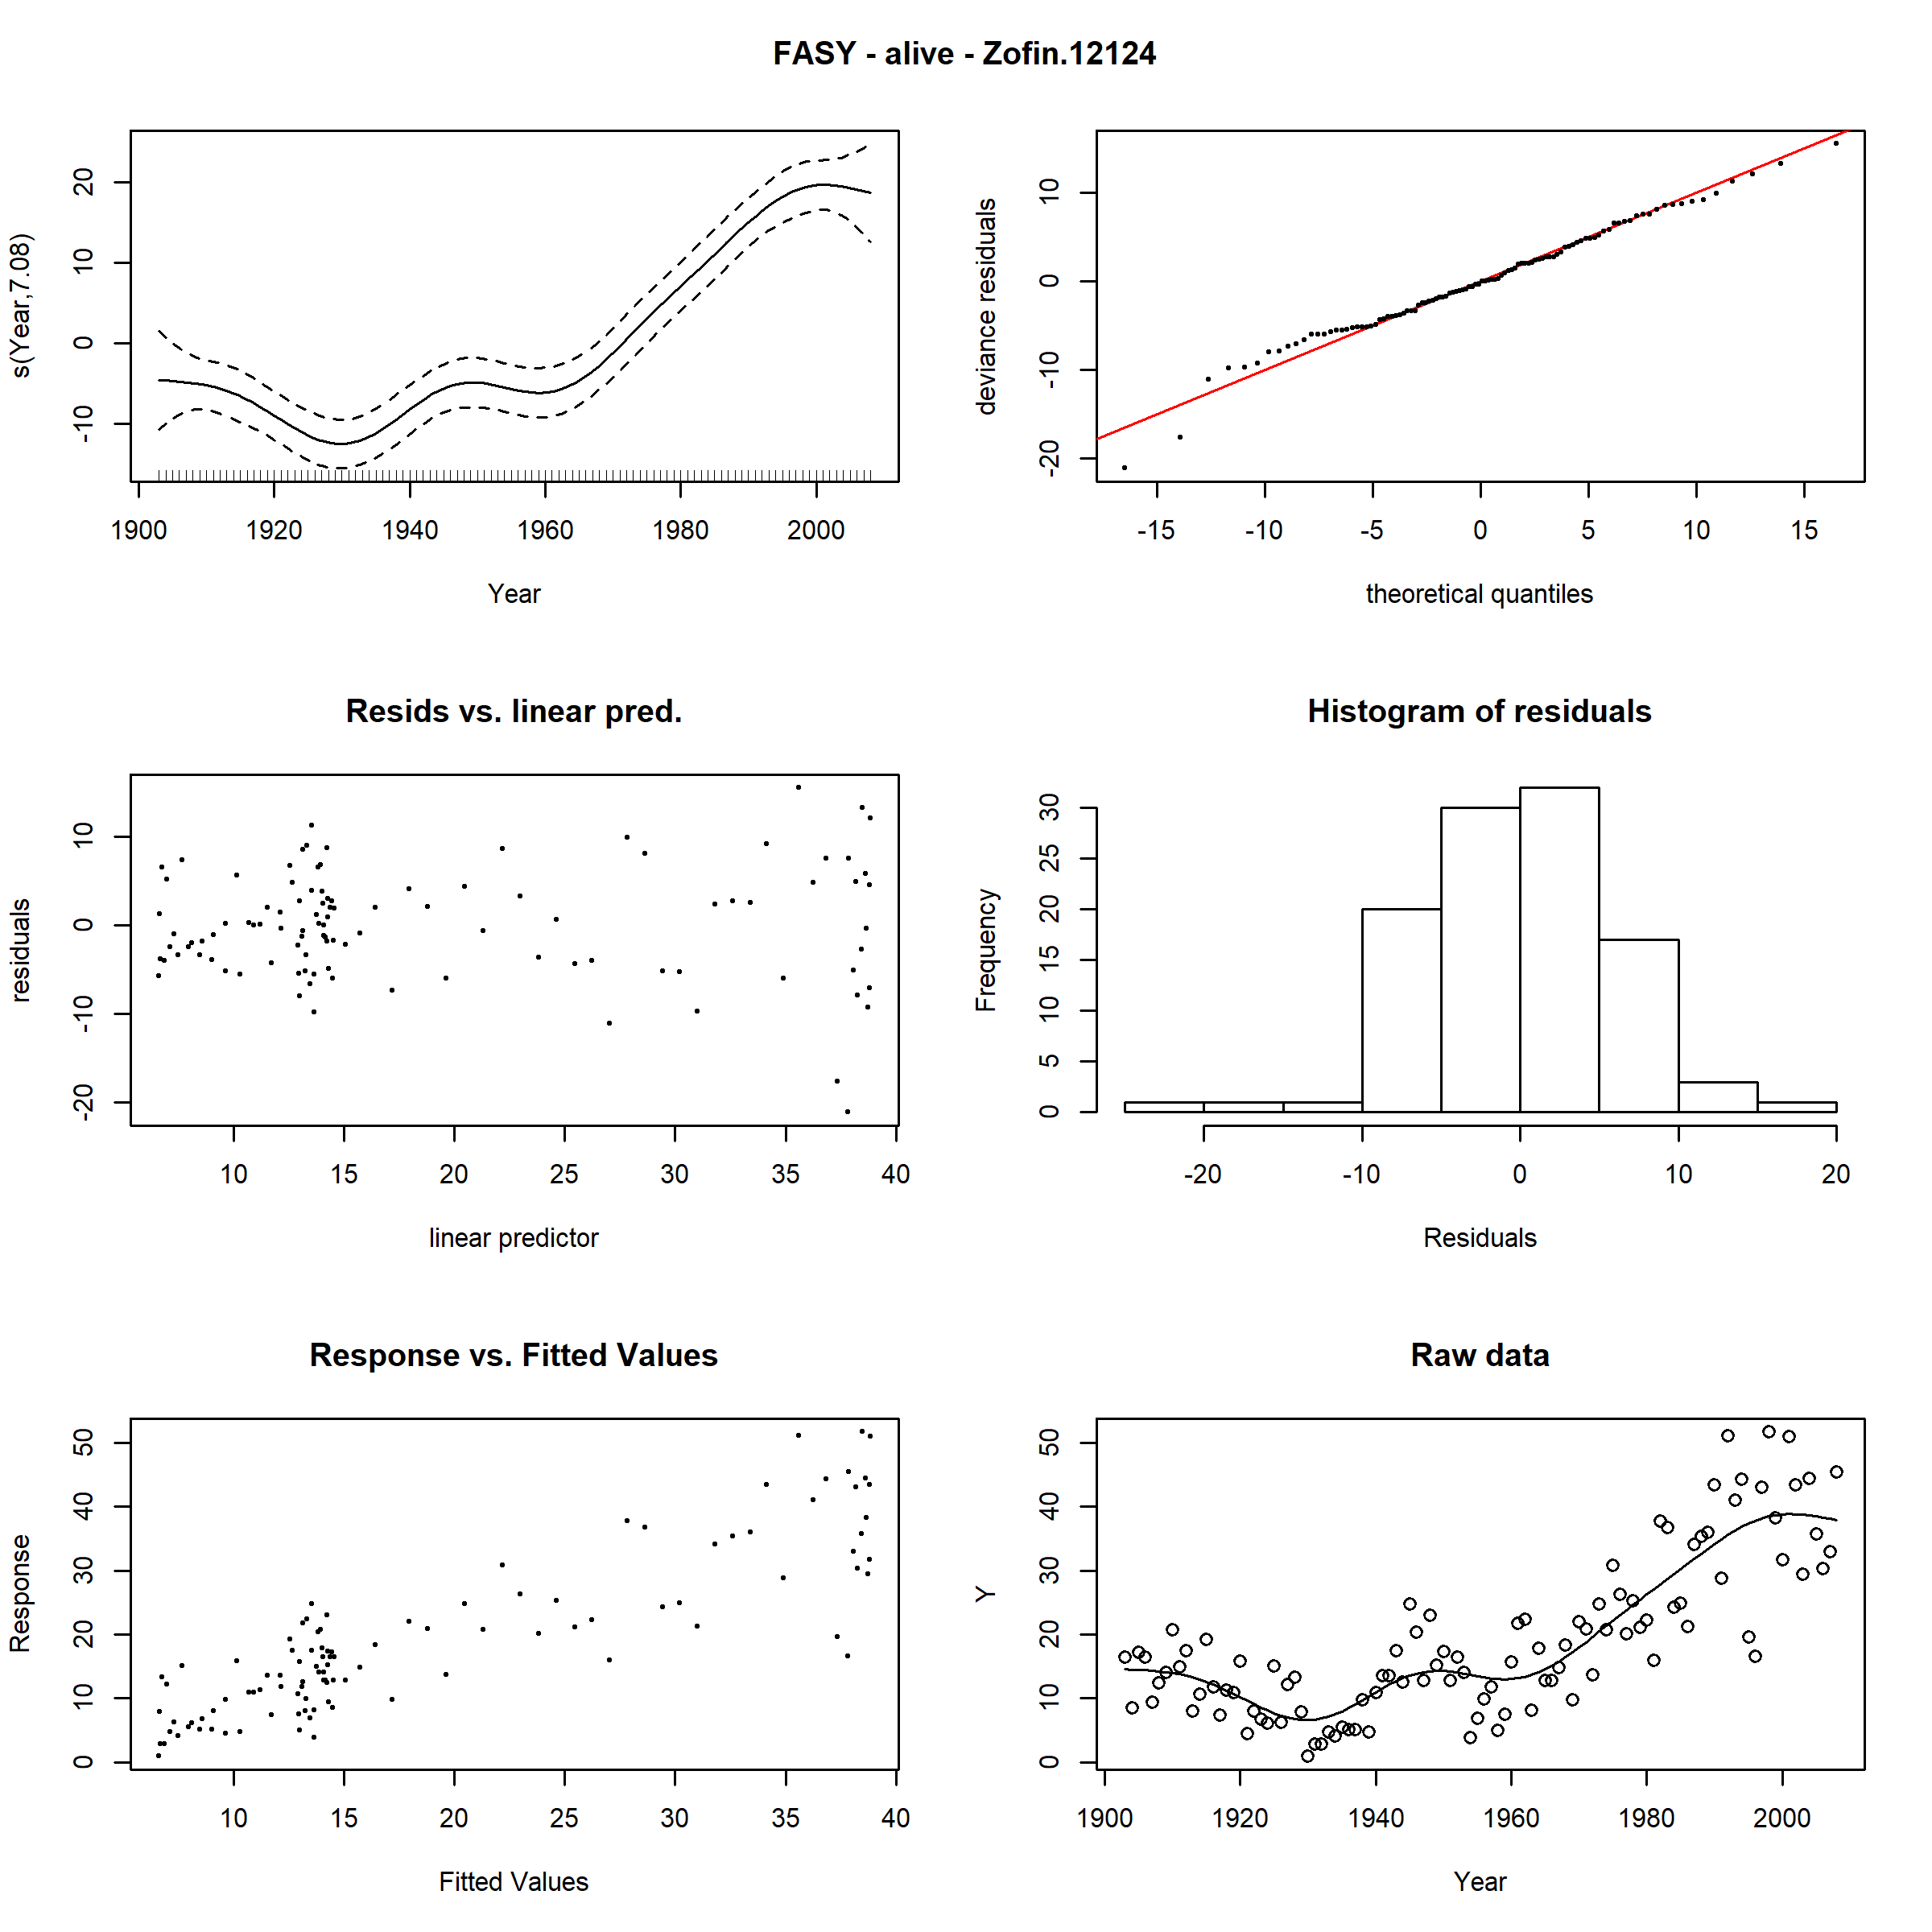 FASY - alive - Zofin.12124
s(Year,7.08)
20
10
0
-10
1900 1920 1940 1960 1980 2000
Year
deviance residuals
10
0
-10
-20
-15 -10 -5 0 5 10 15
theoretical quantiles
Resids vs. linear pred.
residuals
10
0
-10
-20
10 15 20 25 30 35 40
linear predictor
Histogram of residuals
Frequency
30
25
20
15
10
5
0
-20 -10 0 10 20
Residuals
Response vs. Fitted Values
Response
50
40
30
20
10
0
10 15 20 25 30 35 40
Fitted Values
Raw data
Y
50
40
30
20
10
0
1900 1920 1940 1960 1980 2000
Year